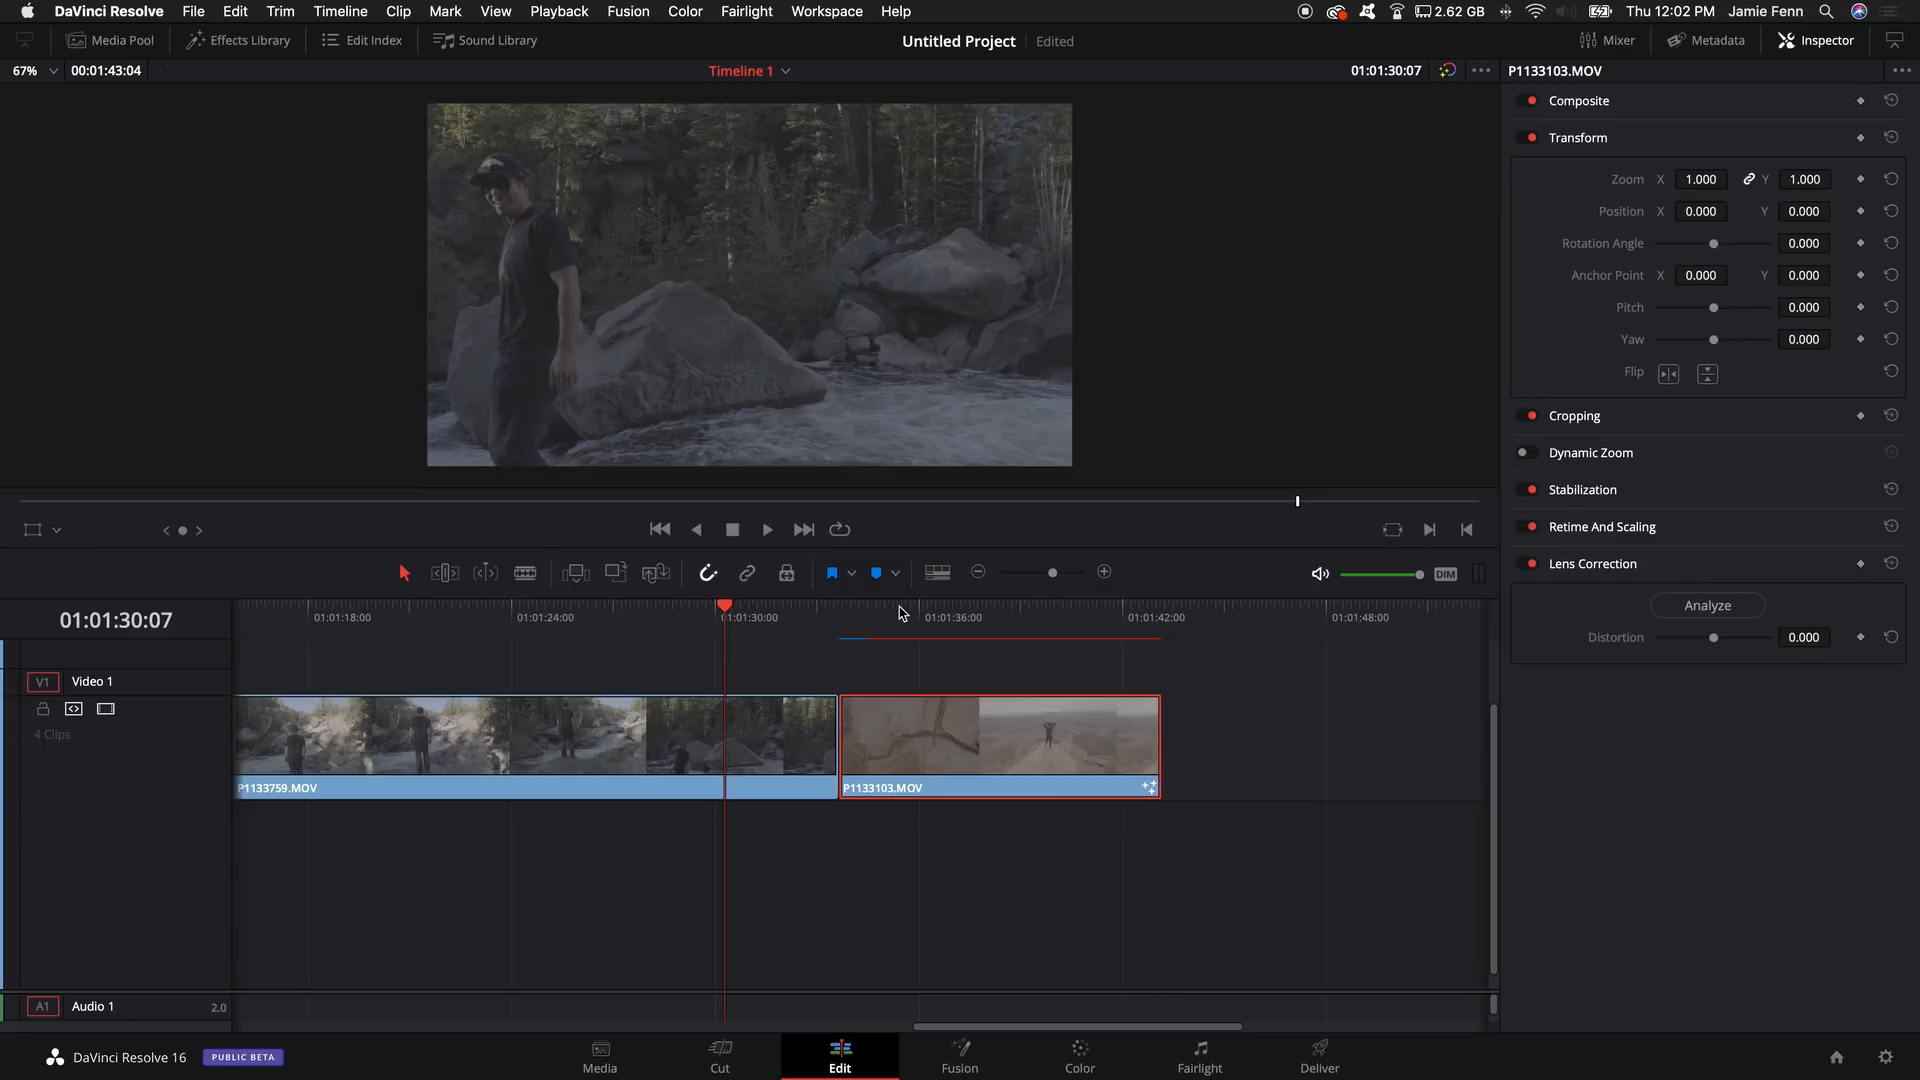 DaVinci Resolve File Edit Trim Timeline Clip Mark View Playback Fusion Color Fairlight Workspace Help 2.62 GB Thu 12:02 PM Jamie Fenn
Media Pool Effects Library Edit Index Sound Library Untitled Project Edited Mixer Metadata Inspector
67% 00:01:43:04 Timeline 1 01:01:30:07 P1133103.MOV
Composite
Transform
Zoom X 1.000 Y 1.000
Position X 0.000 Y 0.000
Rotation Angle 0.000
Anchor Point X 0.000 Y 0.000
Pitch 0.000
Yaw 0.000
Flip
Cropping
Dynamic Zoom
Stabilization
Retime And Scaling
Lens Correction
Analyze
Distortion 0.000
DIM
01:01:30:07 01:01:18:00 01:01:24:00 01:01:30:00 01:01:36:00 01:01:42:00 01:01:48:00
V1 Video 1
4 Clips
P1133759.MOV P1133103.MOV
A1 Audio 1 2.0
DaVinci Resolve 16 PUBLIC BETA Media Cut Edit Fusion Color Fairlight Deliver